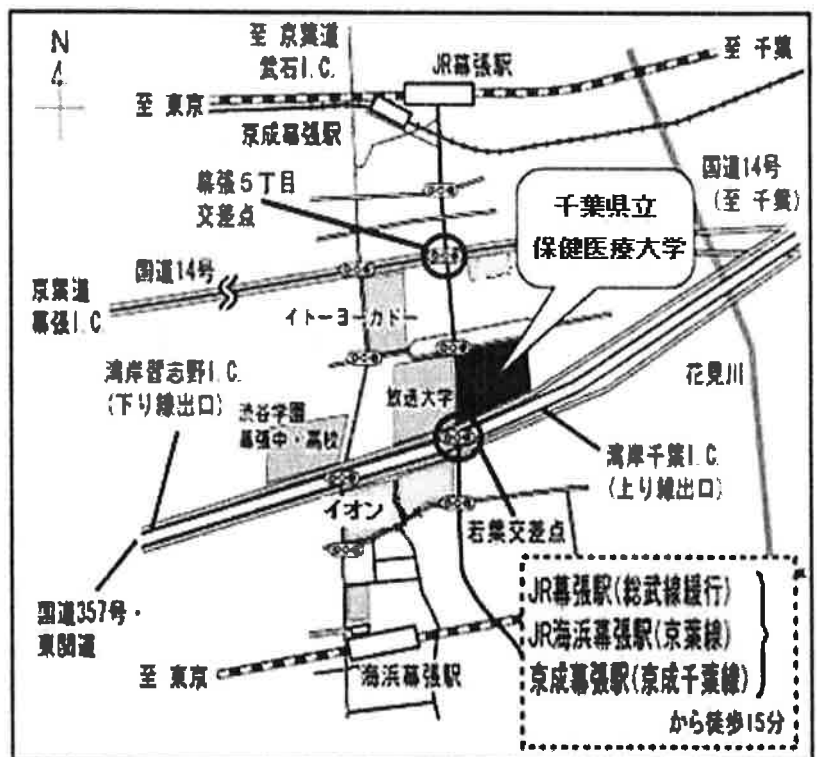 N
至 京葉道
武石I.C.
JR幕張駅
至 千葉
至 東京
京成幕張駅
国道14号
(至 千葉)
幕張5丁目
交差点
千葉県立
保健医療大学
国道14号
京葉道
幕張I.C
イトーヨーカドー
湾岸習志野I.C.
(下り線出口)
放送大学
花見川
渋谷学園
幕張中・高校
湾岸千葉I.C.
(上り線出口)
イオン
若葉交差点
国道357号・
東関道
JR幕張駅(総武線緩行)
JR海浜幕張駅(京葉線)
京成幕張駅(京成千葉線)
から徒歩15分
至 東京
海浜幕張駅